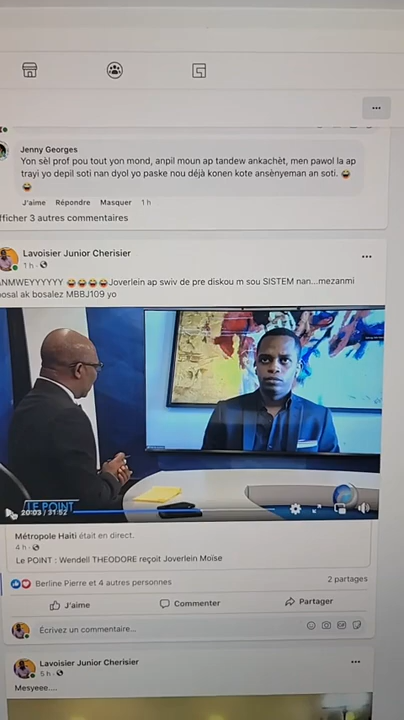 Jenny Georges
Yon sèl prof pou tout yon mond, anpil moun ap tandew ankachèt, men pawol la ap
trayi yo depil soti nan dyol yo paske nou déjà konen kote ansènyeman an soti. 😂
😂
J'aime Répondre Masquer 1 h
fficher 3 autres commentaires
Lavoisier Junior Cherisier
1 h
ANMWEYYYYYY 😂😂😂😂Joverlein ap swiv de pre diskou m sou SISTEM nan...mezanmi
bosal ak bosalez MBBJ109 yo
LE POINT
20:03 / 31:52
Métropole Haiti était en direct.
4 h
Le POINT : Wendell THEODORE reçoit Joverlein Moïse
Berline Pierre et 4 autres personnes 2 partages
J'aime Commenter Partager
Écrivez un commentaire...
Lavoisier Junior Cherisier
5 h
Mesyeee....